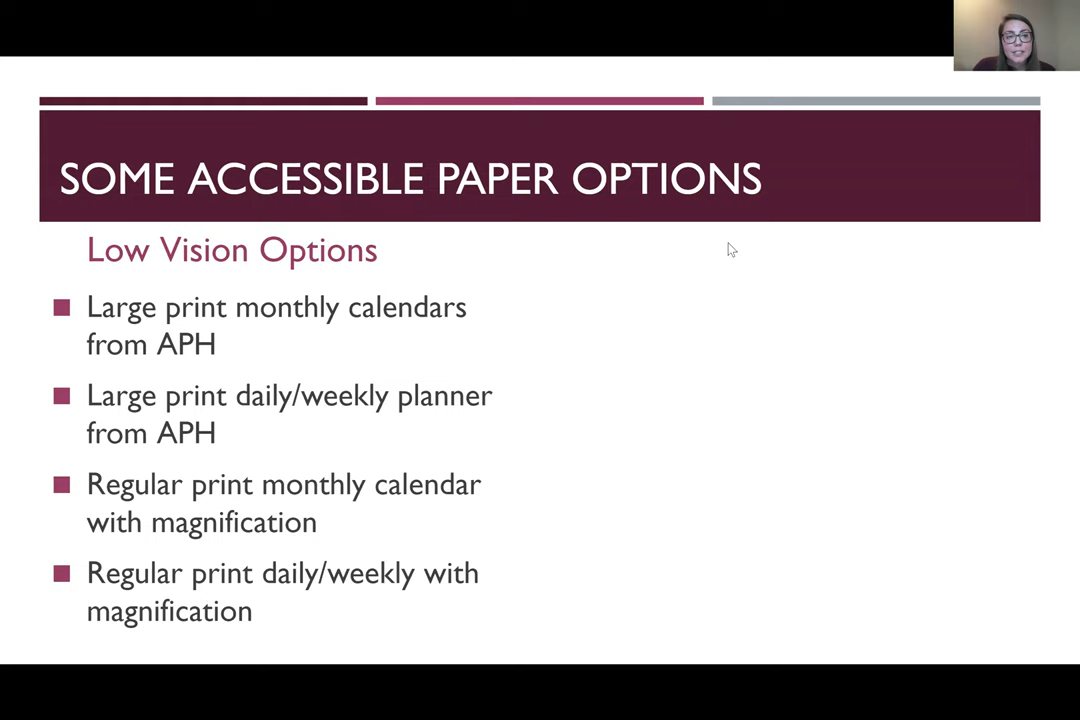 SOME ACCESSIBLE PAPER OPTIONS
Low Vision Options
Large print monthly calendars
from APH
Large print daily/weekly planner
from APH
Regular print monthly calendar
with magnification
Regular print daily/weekly with
magnification